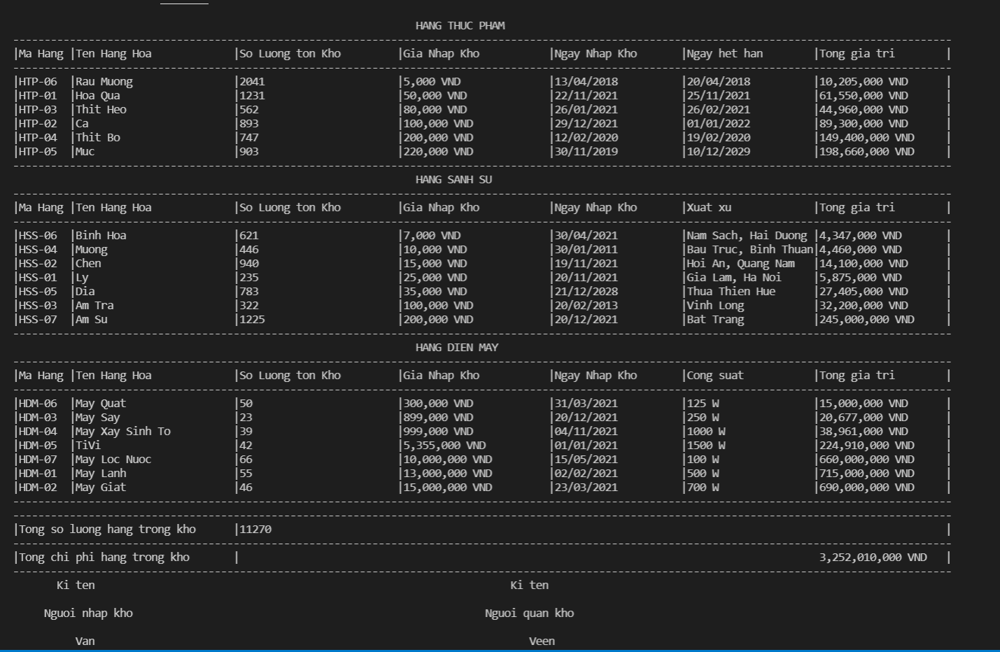 HANG THUC PHAM
|Ma Hang |Ten Hang Hoa |So Luong ton Kho |Gia Nhap Kho |Ngay Nhap Kho |Ngay het han |Tong gia tri |
|HTP-06 |Rau Muong |2041 |5,000 VND |13/04/2018 |20/04/2018 |10,205,000 VND |
|HTP-01 |Hoa Qua |1231 |50,000 VND |22/11/2021 |25/11/2021 |61,550,000 VND |
|HTP-03 |Thit Heo |562 |80,000 VND |26/01/2021 |26/02/2021 |44,960,000 VND |
|HTP-02 |Ca |893 |100,000 VND |29/12/2021 |01/01/2022 |89,300,000 VND |
|HTP-04 |Thit Bo |747 |200,000 VND |12/02/2020 |19/02/2020 |149,400,000 VND |
|HTP-05 |Muc |903 |220,000 VND |30/11/2019 |10/12/2029 |198,660,000 VND |
HANG SANH SU
|Ma Hang |Ten Hang Hoa |So Luong ton Kho |Gia Nhap Kho |Ngay Nhap Kho |Xuat xu |Tong gia tri |
|HSS-06 |Binh Hoa |621 |7,000 VND |30/04/2021 |Nam Sach, Hai Duong |4,347,000 VND |
|HSS-04 |Muong |446 |10,000 VND |30/01/2011 |Bau Truc, Binh Thuan|4,460,000 VND |
|HSS-02 |Chen |940 |15,000 VND |19/11/2021 |Hoi An, Quang Nam |14,100,000 VND |
|HSS-01 |Ly |235 |25,000 VND |20/11/2021 |Gia Lam, Ha Noi |5,875,000 VND |
|HSS-05 |Dia |783 |35,000 VND |21/12/2028 |Thua Thien Hue |27,405,000 VND |
|HSS-03 |Am Tra |322 |100,000 VND |20/02/2013 |Vinh Long |32,200,000 VND |
|HSS-07 |Am Su |1225 |200,000 VND |20/12/2021 |Bat Trang |245,000,000 VND |
HANG DIEN MAY
|Ma Hang |Ten Hang Hoa |So Luong ton Kho |Gia Nhap Kho |Ngay Nhap Kho |Cong suat |Tong gia tri |
|HDM-06 |May Quat |50 |300,000 VND |31/03/2021 |125 W |15,000,000 VND |
|HDM-03 |May Say |23 |899,000 VND |20/12/2021 |250 W |20,677,000 VND |
|HDM-04 |May Xay Sinh To |39 |999,000 VND |04/11/2021 |1000 W |38,961,000 VND |
|HDM-05 |TiVi |42 |5,355,000 VND |01/01/2021 |1500 W |224,910,000 VND |
|HDM-07 |May Loc Nuoc |66 |10,000,000 VND |15/05/2021 |100 W |660,000,000 VND |
|HDM-01 |May Lanh |55 |13,000,000 VND |02/02/2021 |500 W |715,000,000 VND |
|HDM-02 |May Giat |46 |15,000,000 VND |23/03/2021 |700 W |690,000,000 VND |
|Tong so luong hang trong kho |11270 |
|Tong chi phi hang trong kho | 3,252,010,000 VND |
Ki ten Ki ten
Nguoi nhap kho Nguoi quan kho
Van Veen